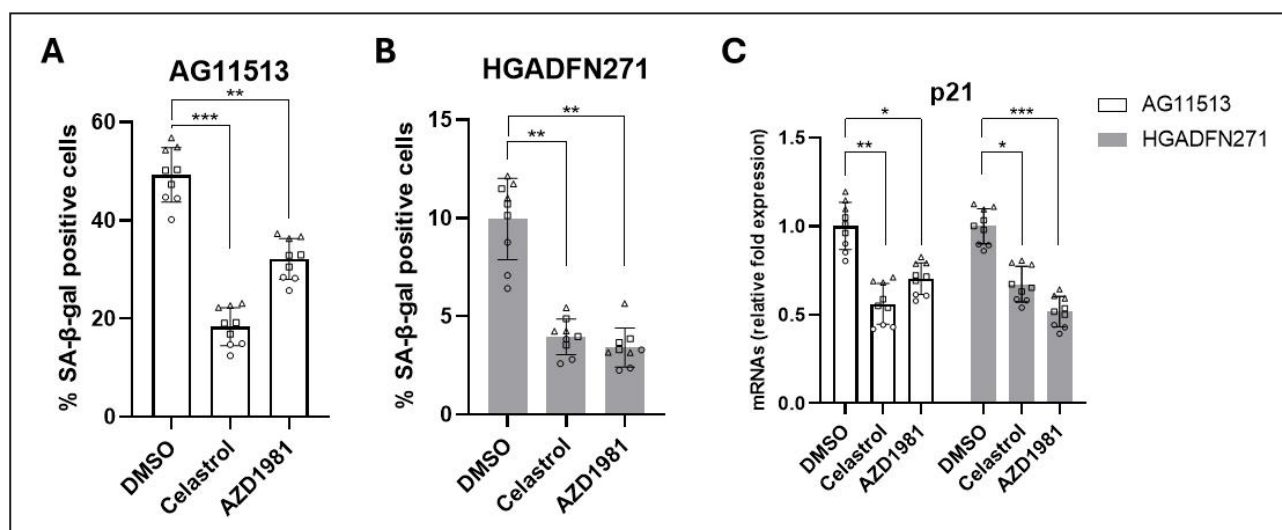 A
AG11513
**
***
% SA-β-gal positive cells
60
40
20
0
DMSO
Celastrol
AZD1981
B
HGADFN271
**
**
% SA-β-gal positive cells
15
10
5
0
DMSO
Celastrol
AZD1981
C
p21
AG11513
HGADFN271
*
***
**
*
mRNAs (relative fold expression)
1.5
1.0
0.5
0.0
DMSO
Celastrol
AZD1981
DMSO
Celastrol
AZD1981